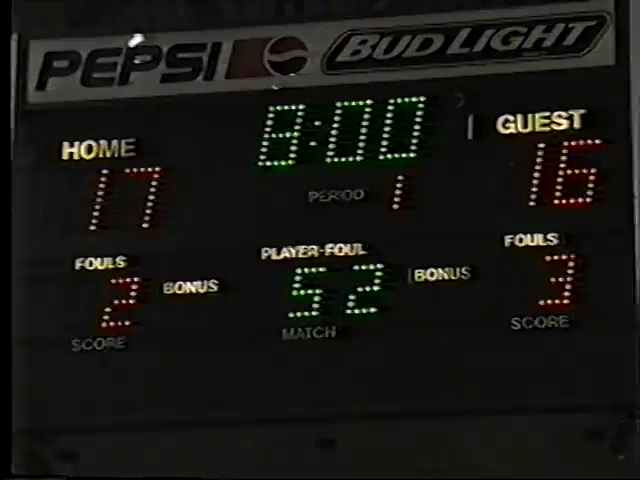 PEPSI BUD LIGHT
HOME 8:00 GUEST
17 PERIOD 1 16
FOULS PLAYER-FOUL FOULS
2 BONUS 52 BONUS 3
SCORE MATCH SCORE